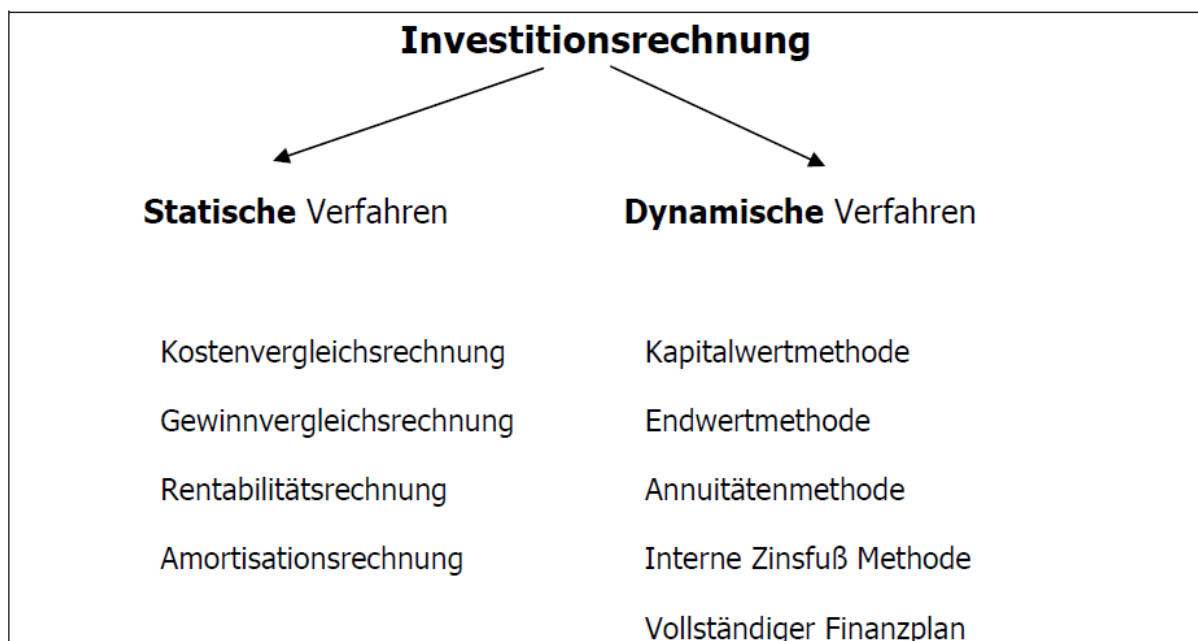 Investitionsrechnung
Statische Verfahren
Dynamische Verfahren
Kostenvergleichsrechnung
Gewinnvergleichsrechnung
Rentabilitätsrechnung
Amortisationsrechnung
Kapitalwertmethode
Endwertmethode
Annuitätenmethode
Interne Zinsfuß Methode
Vollständiger Finanzplan